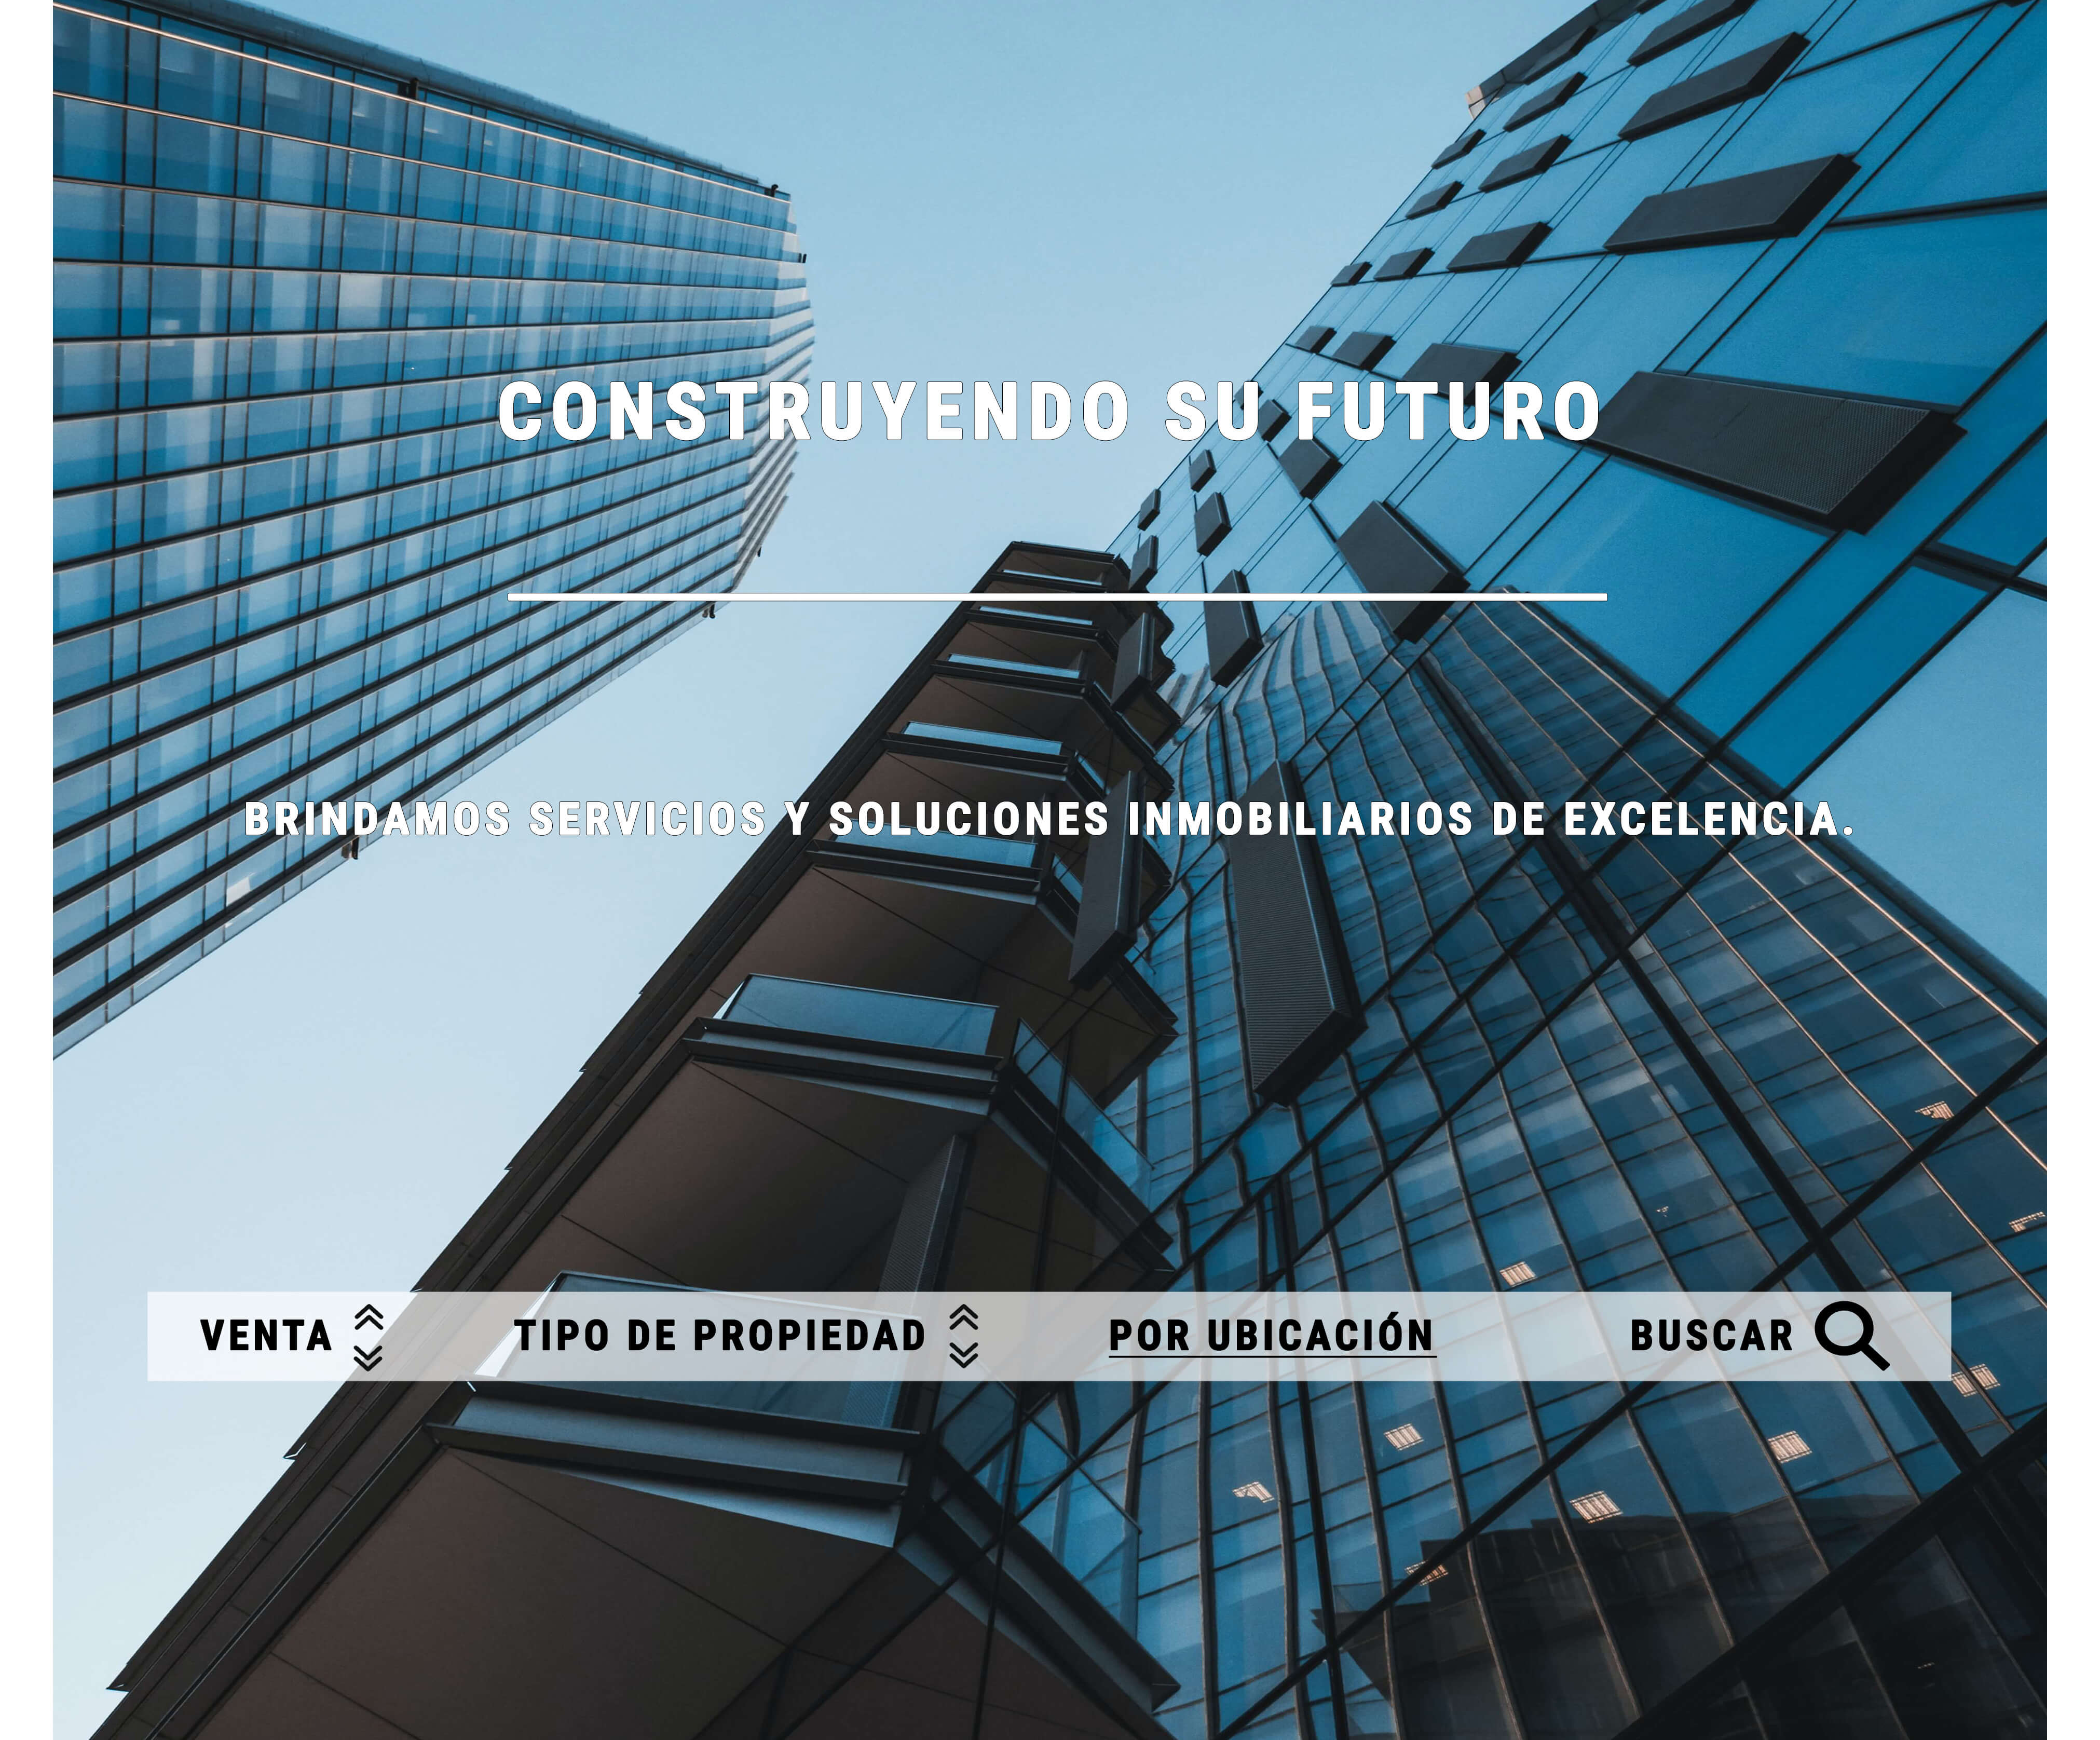 CONSTRUYENDO SU FUTURO
BRINDAMOS SERVICIOS Y SOLUCIONES INMOBILIARIOS DE EXCELENCIA.
VENTA TIPO DE PROPIEDAD POR UBICACIÓN BUSCAR